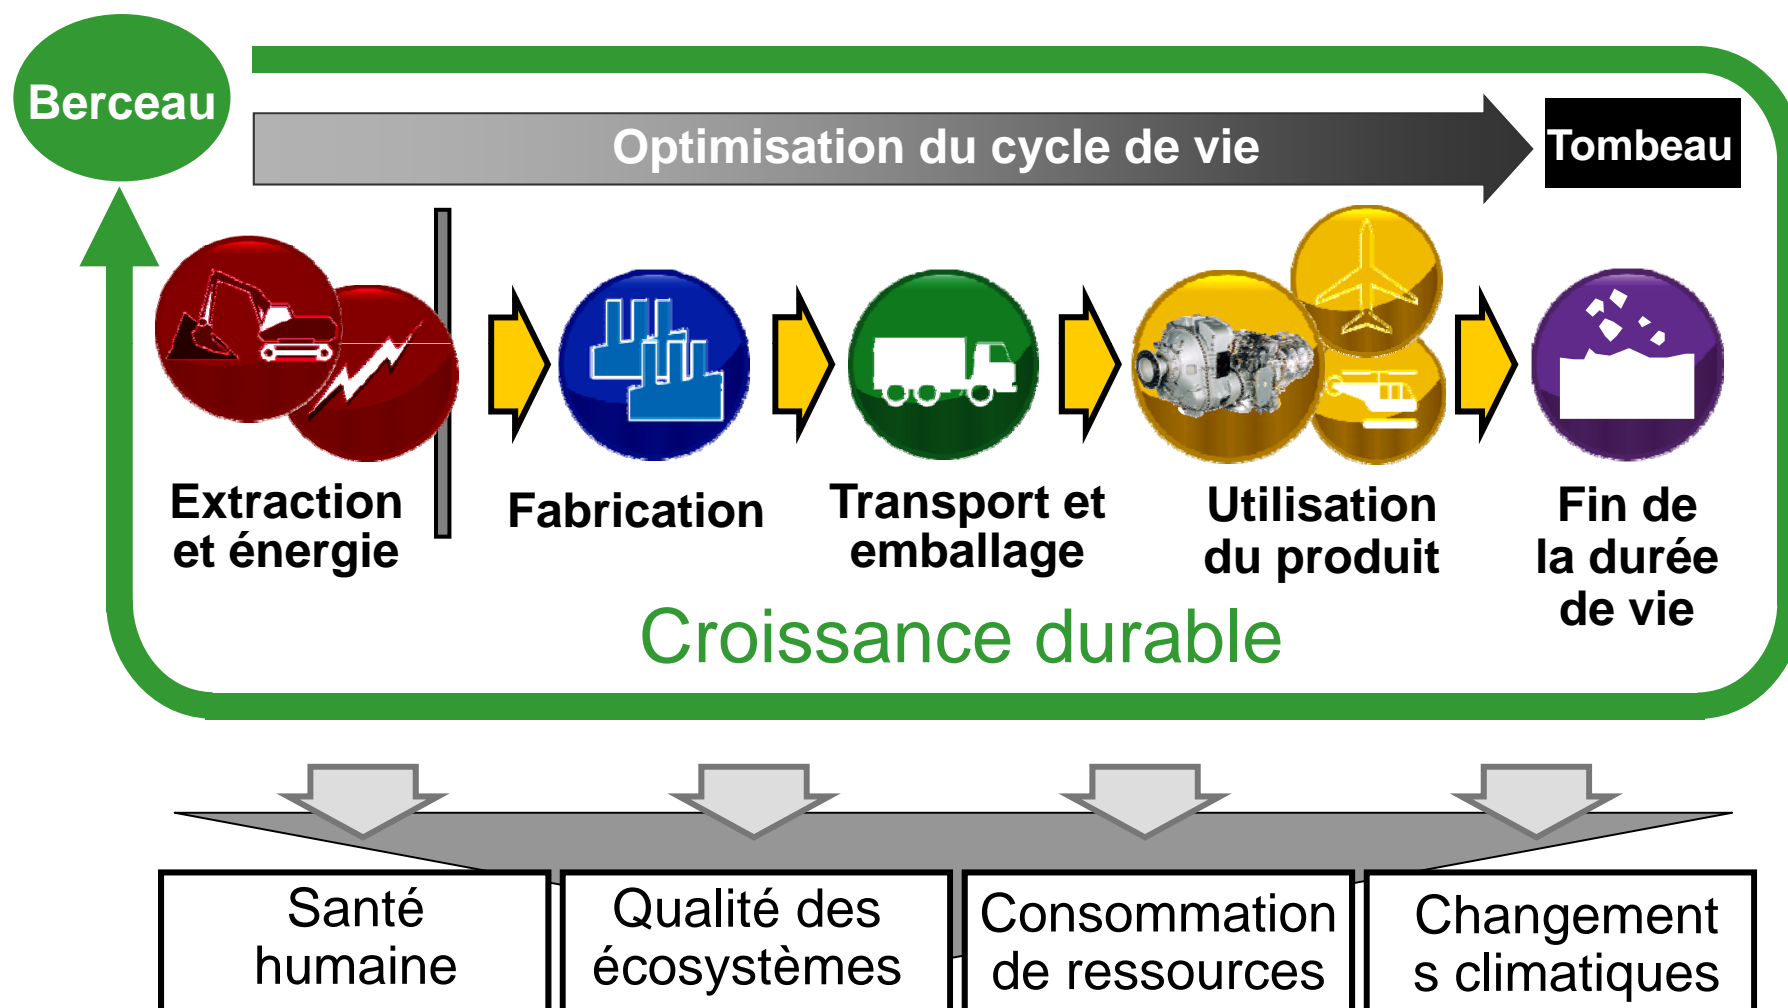 Berceau
Optimisation du cycle de vie
Tombeau
Extraction
et énergie
Fabrication
Transport et
emballage
Utilisation
du produit
Fin de
la durée
de vie
Croissance durable
Santé
humaine
Qualité des
écosystèmes
Consommation
de ressources
Changement
s climatiques